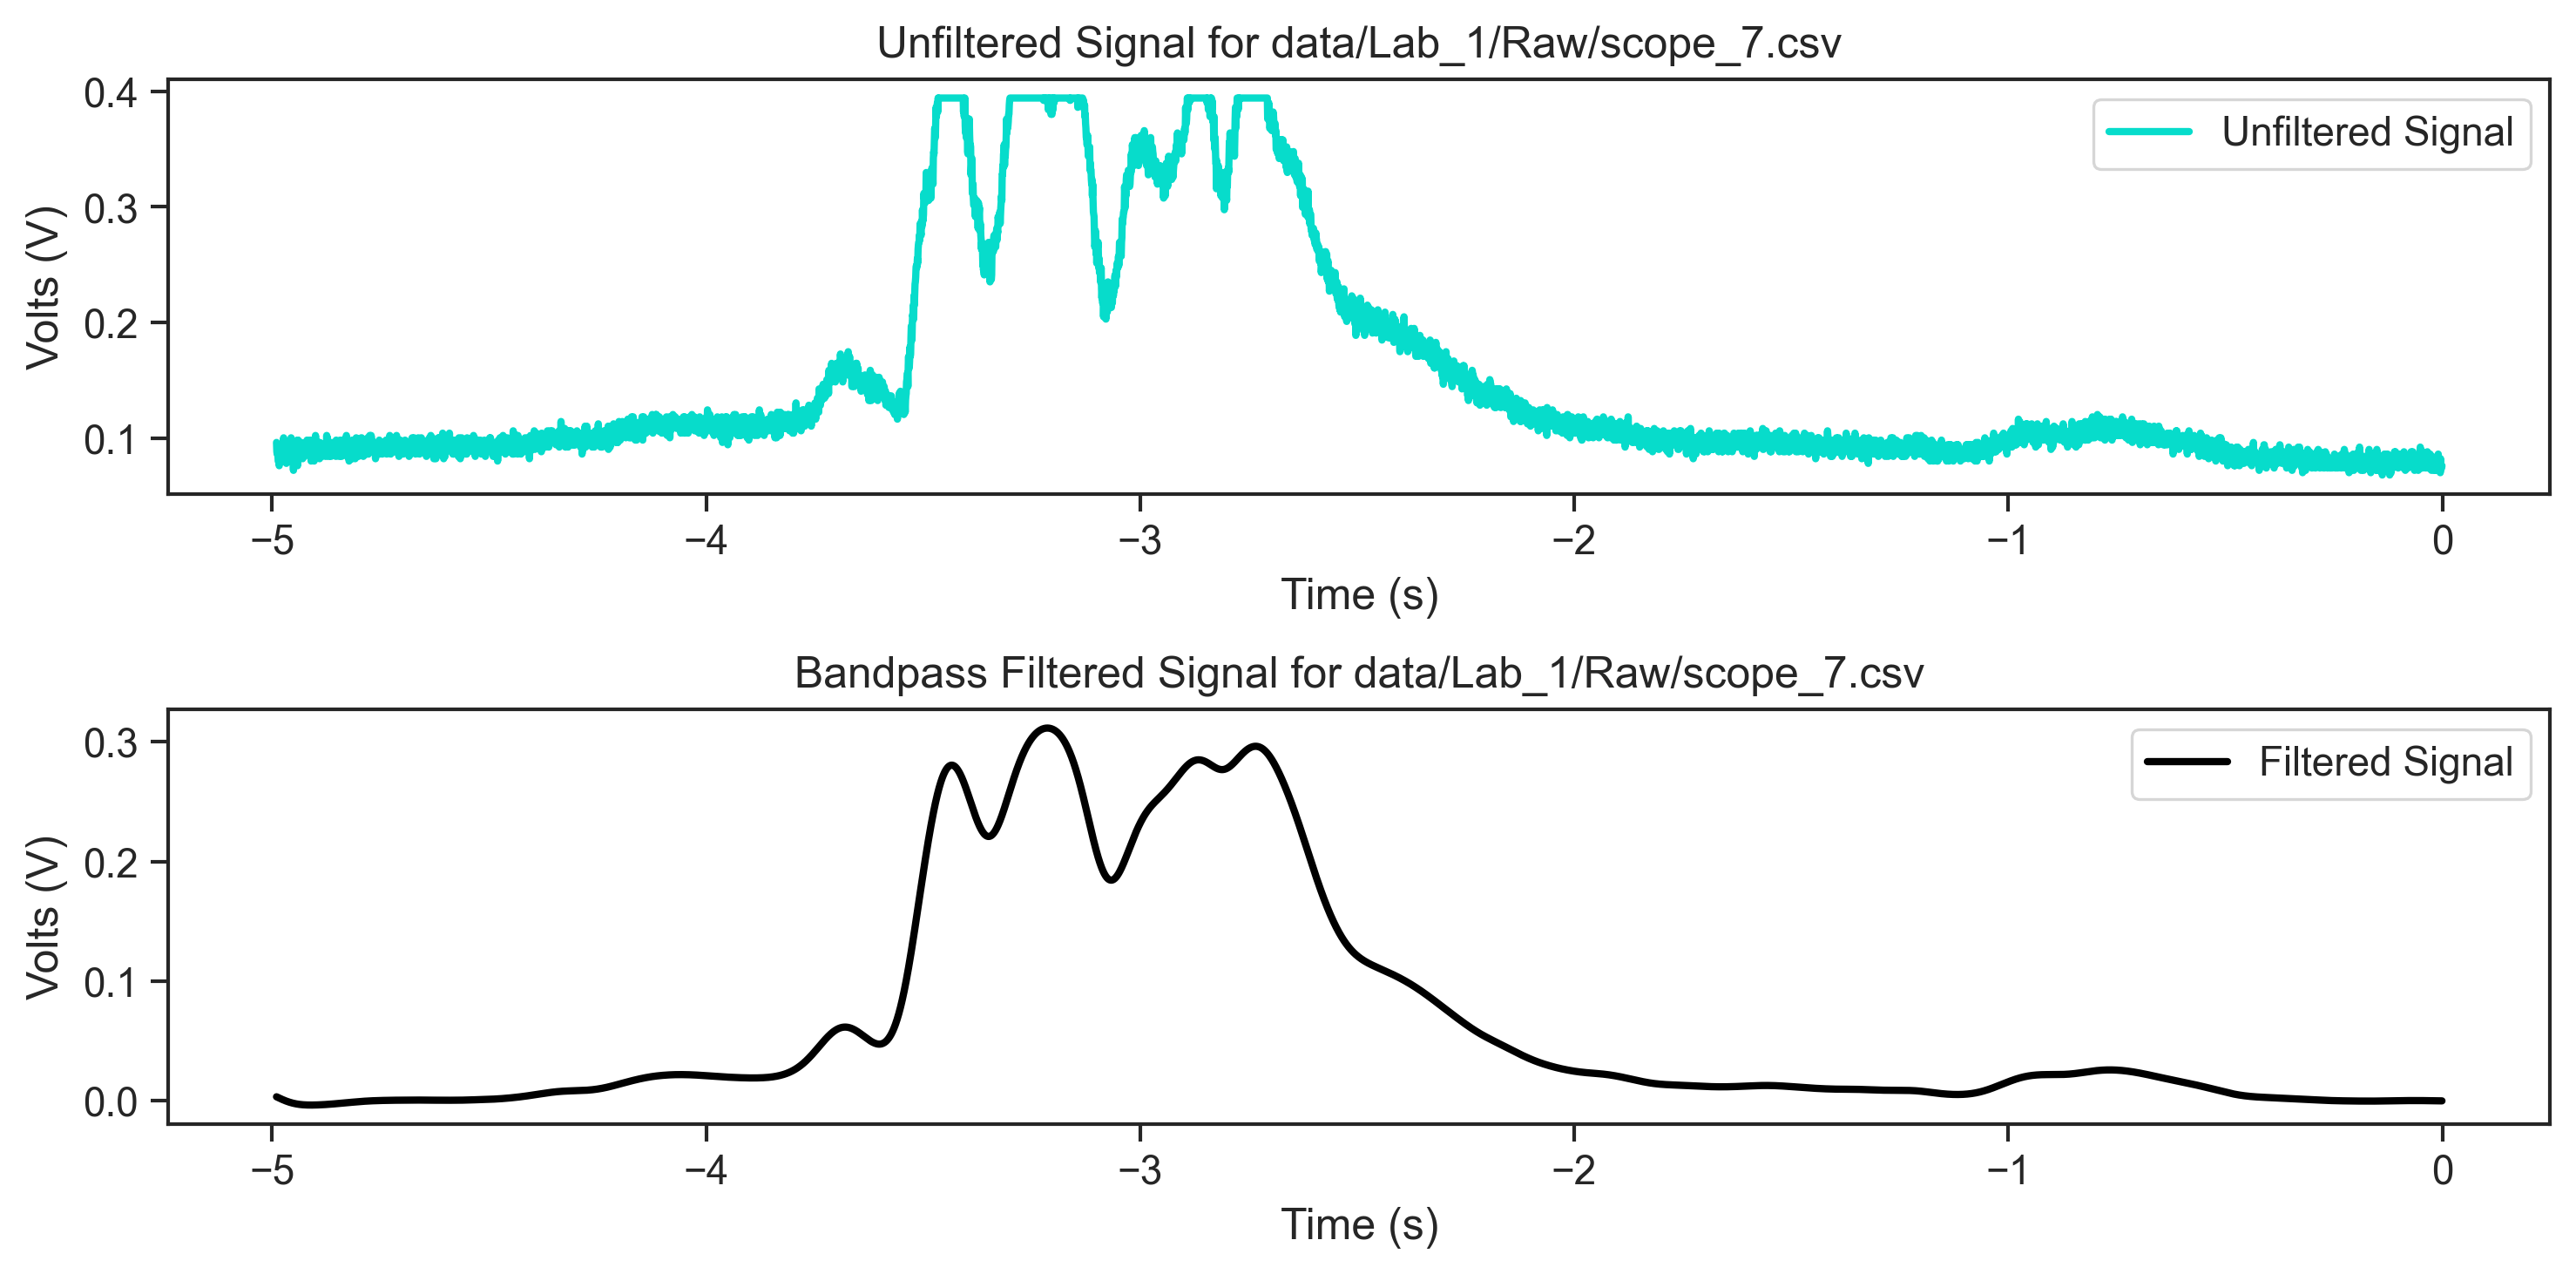 Unfiltered Signal for data/Lab_1/Raw/scope_7.csv
0.4
0.3
0.2
0.1
Volts (V)
Unfiltered Signal
−5 −4 −3 −2 −1 0
Time (s)
Bandpass Filtered Signal for data/Lab_1/Raw/scope_7.csv
0.3
0.2
0.1
0.0
Volts (V)
Filtered Signal
−5 −4 −3 −2 −1 0
Time (s)